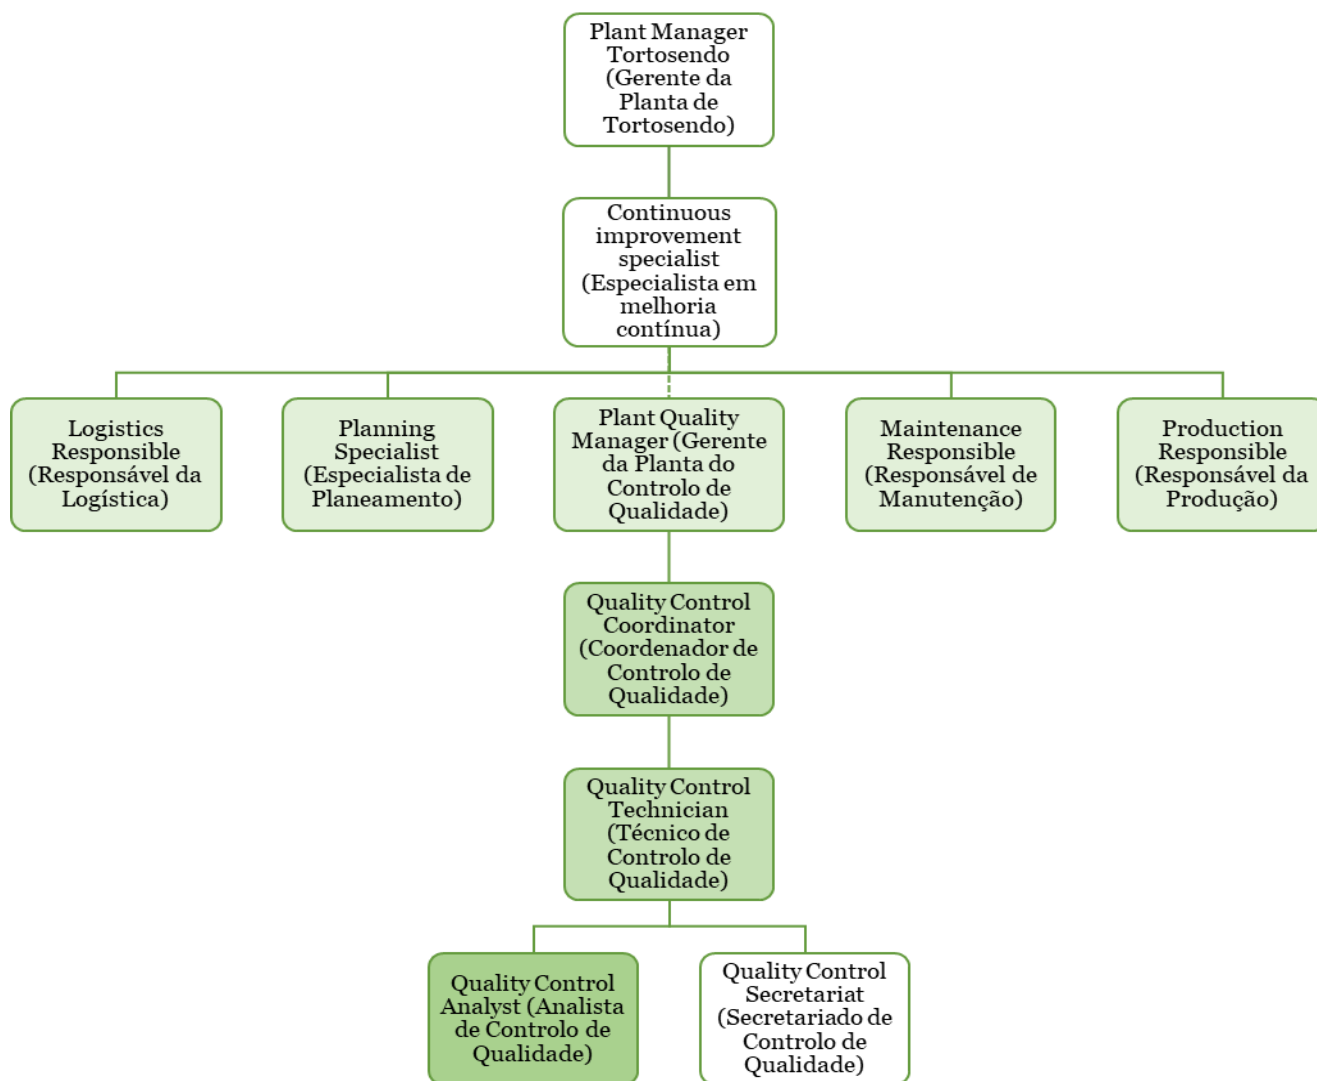 Plant Manager
Tortosendo
(Gerente da
Planta de
Tortosendo)
Continuous
improvement
specialist
(Especialista em
melhoria
contínua)
Logistics
Responsible
(Responsável da
Logística)
Planning
Specialist
(Especialista de
Planeamento)
Plant Quality
Manager (Gerente
da Planta do
Controlo de
Qualidade)
Maintenance
Responsible
(Responsável de
Manutenção)
Production
Responsible
(Responsável da
Produção)
Quality Control
Coordinator
(Coordenador de
Controlo de
Qualidade)
Quality Control
Technician
(Técnico de
Controlo de
Qualidade)
Quality Control
Analyst (Analista
de Controlo de
Qualidade)
Quality Control
Secretariat
(Secretariado de
Controlo de
Qualidade)